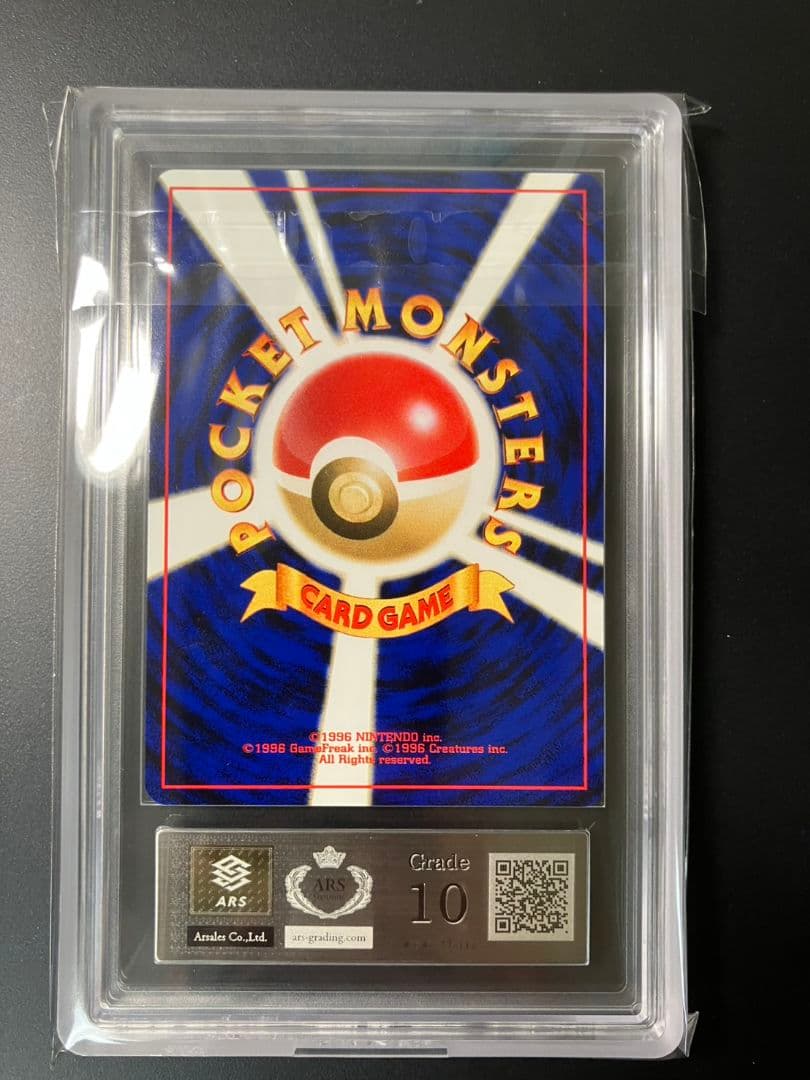 POCKET MONSTERS
CARD GAME
©1996 NINTENDO inc.
©1996 GameFreak inc. ©1996 Creatures inc.
All Rights reserved.
ARS
Arsales Co.,Ltd.
ARS
ars-grading.com
Grade
10